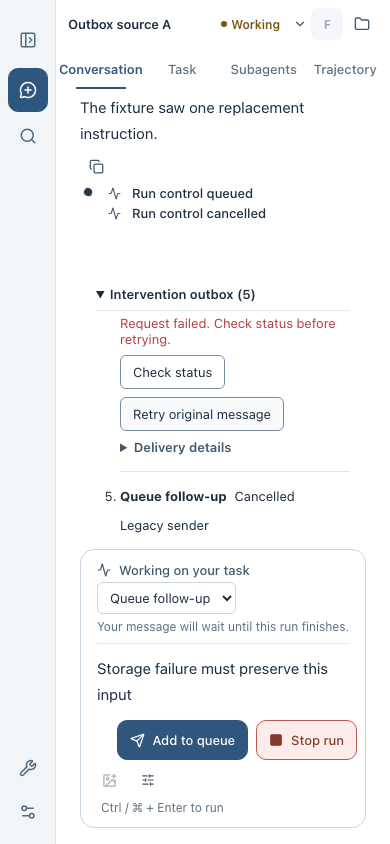 Outbox source A
Working
F
Conversation Task Subagents Trajectory
The fixture saw one replacement
instruction.
Run control queued
Run control cancelled
Intervention outbox (5)
Request failed. Check status before
retrying.
Check status
Retry original message
Delivery details
5. Queue follow-up Cancelled
Legacy sender
Working on your task
Queue follow-up
Your message will wait until this run finishes.
Storage failure must preserve this
input
Add to queue Stop run
Ctrl / ⌘ + Enter to run